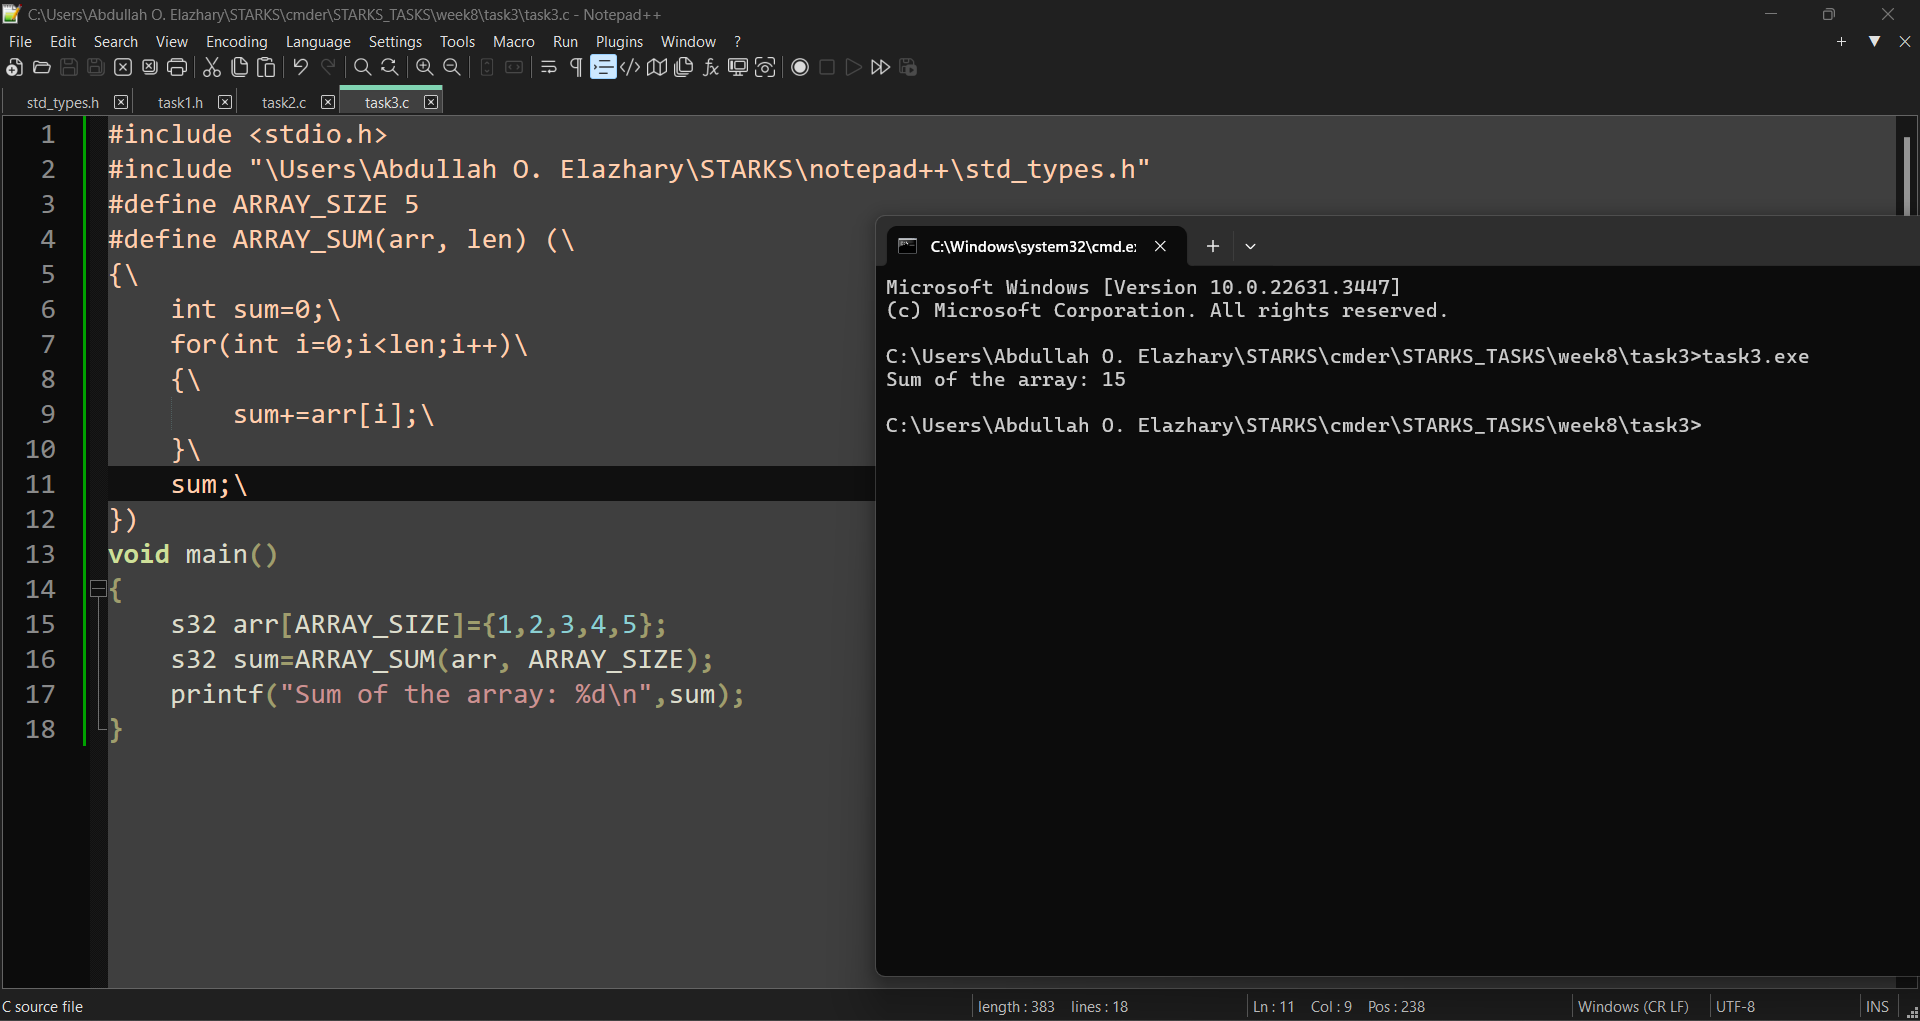 C:\Users\Abdullah O. Elazhary\STARKS\cmder\STARKS_TASKS\week8\task3\task3.c - Notepad++
File Edit Search View Encoding Language Settings Tools Macro Run Plugins Window ?
std_types.h task1.h task2.c task3.c
1 #include <stdio.h>
2 #include "\Users\Abdullah O. Elazhary\STARKS\notepad++\std_types.h"
3 #define ARRAY_SIZE 5
4 #define ARRAY_SUM(arr, len) (\
5 {\
6     int sum=0;\
7     for(int i=0;i<len;i++)\
8     {\
9         sum+=arr[i];\
10     }\
11     sum;\
12 })
13 void main()
14 {
15     s32 arr[ARRAY_SIZE]={1,2,3,4,5};
16     s32 sum=ARRAY_SUM(arr, ARRAY_SIZE);
17     printf("Sum of the array: %d\n",sum);
18 }
C:\Windows\system32\cmd.e
Microsoft Windows [Version 10.0.22631.3447]
(c) Microsoft Corporation. All rights reserved.
C:\Users\Abdullah O. Elazhary\STARKS\cmder\STARKS_TASKS\week8\task3>task3.exe
Sum of the array: 15
C:\Users\Abdullah O. Elazhary\STARKS\cmder\STARKS_TASKS\week8\task3>
C source file length : 383 lines : 18 Ln : 11 Col : 9 Pos : 238 Windows (CR LF) UTF-8 INS